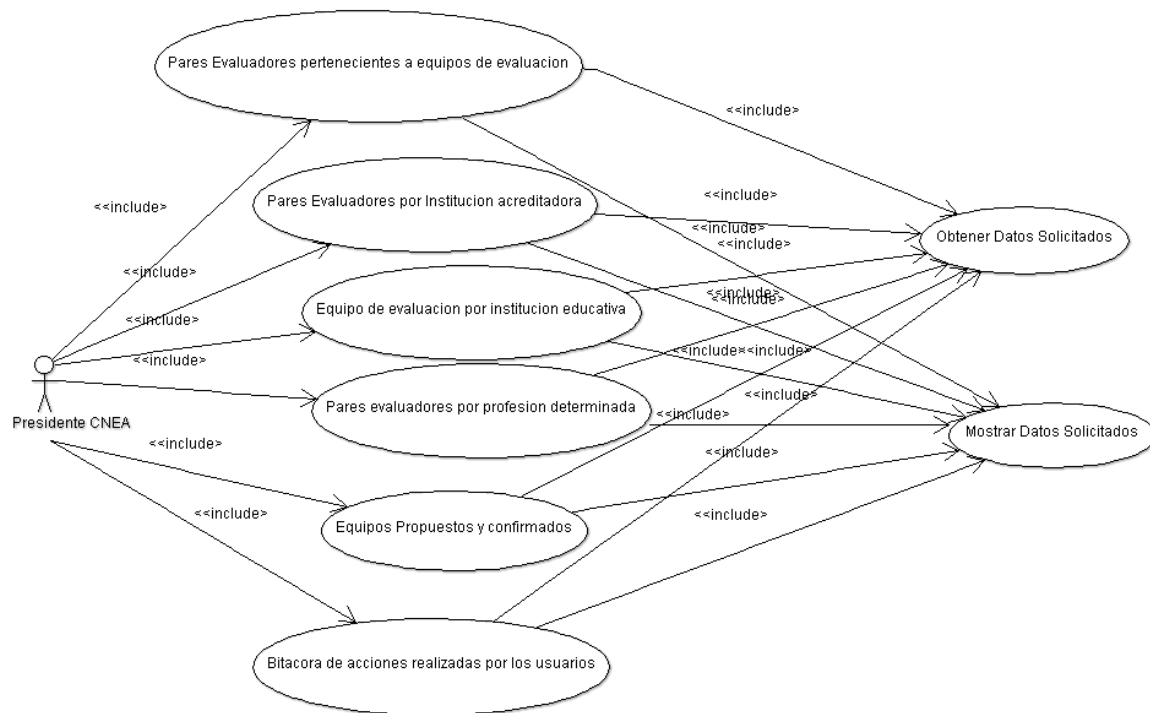 Pares Evaluadores pertenecientes a equipos de evaluacion
<<include>
<<include>
Pares Evaluadores por Institucion acreditadora
<<include>
<<include>
<<include>
Obtener Datos Solicitados
<<include>
Equipo de evaluacion por institucion educativa
<<include>
<<include>
<<include>
<<include>
<<include>
<<include>
Presidente CNEA
Pares evaluadores por profesion determinada
<<include>
<<include>
Mostrar Datos Solicitados
<<include>
<<include>
Equipos Propuestos y confirmados
<<include>
<<include>
Bitacora de acciones realizadas por los usuarios